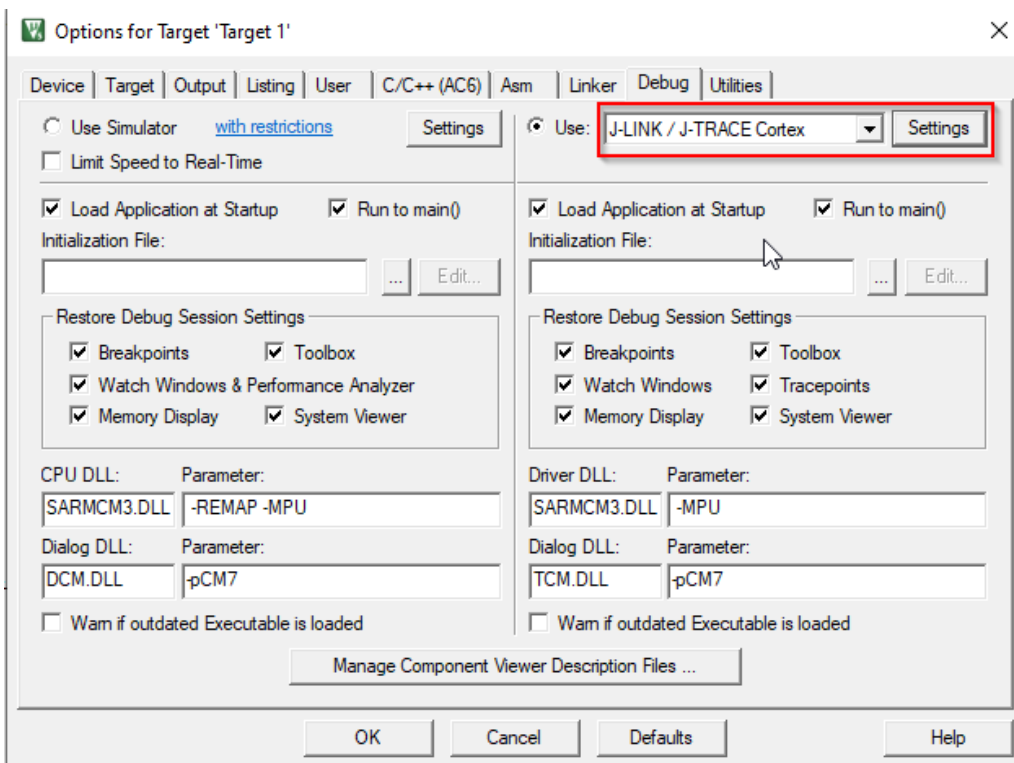 Options for Target 'Target 1'
Device Target Output Listing User C/C++ (AC6) Asm Linker Debug Utilities
Use Simulator with restrictions Settings
Limit Speed to Real-Time
Load Application at Startup Run to main()
Initialization File:
... Edit...
Restore Debug Session Settings
Breakpoints Toolbox
Watch Windows & Performance Analyzer
Memory Display System Viewer
CPU DLL: Parameter:
SARMCM3.DLL -REMAP -MPU
Dialog DLL: Parameter:
DCM.DLL -pCM7
Warn if outdated Executable is loaded
Use: J-LINK / J-TRACE Cortex Settings
Load Application at Startup Run to main()
Initialization File:
... Edit...
Restore Debug Session Settings
Breakpoints Toolbox
Watch Windows Tracepoints
Memory Display System Viewer
Driver DLL: Parameter:
SARMCM3.DLL -MPU
Dialog DLL: Parameter:
TCM.DLL -pCM7
Warn if outdated Executable is loaded
Manage Component Viewer Description Files ...
OK Cancel Defaults Help